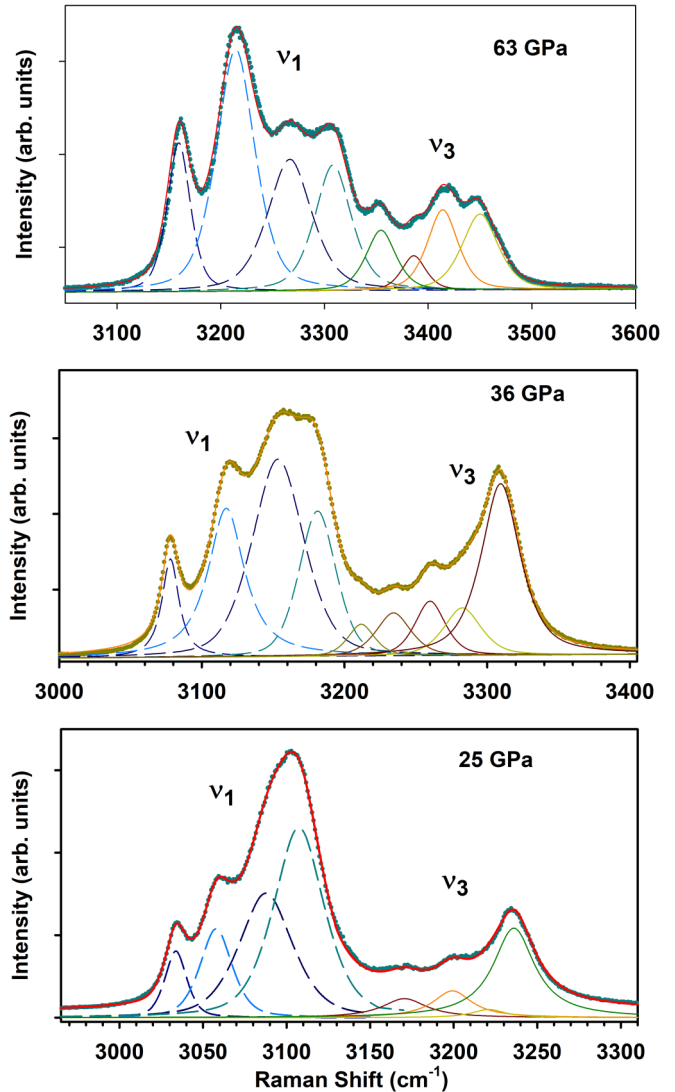 63 GPa
ν1
ν3
Intensity (arb. units)
3100 3200 3300 3400 3500 3600
36 GPa
ν1
ν3
Intensity (arb. units)
3000 3100 3200 3300 3400
25 GPa
ν1
ν3
Intensity (arb. units)
3000 3050 3100 3150 3200 3250 3300
Raman Shift (cm⁻¹)